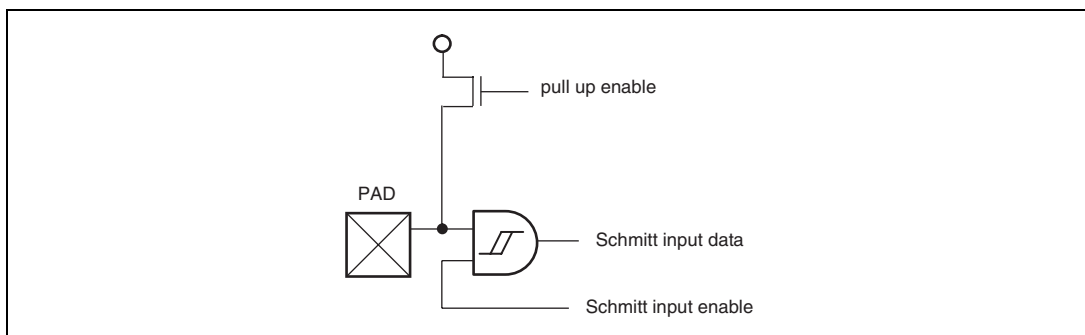 pull up enable
PAD
Schmitt input data
Schmitt input enable